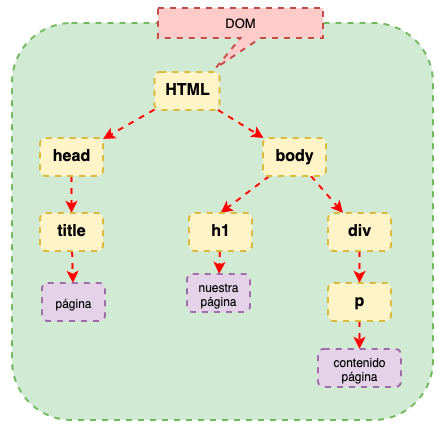 DOM
HTML
head
body
title
h1
div
página
nuestra
página
p
contenido
página